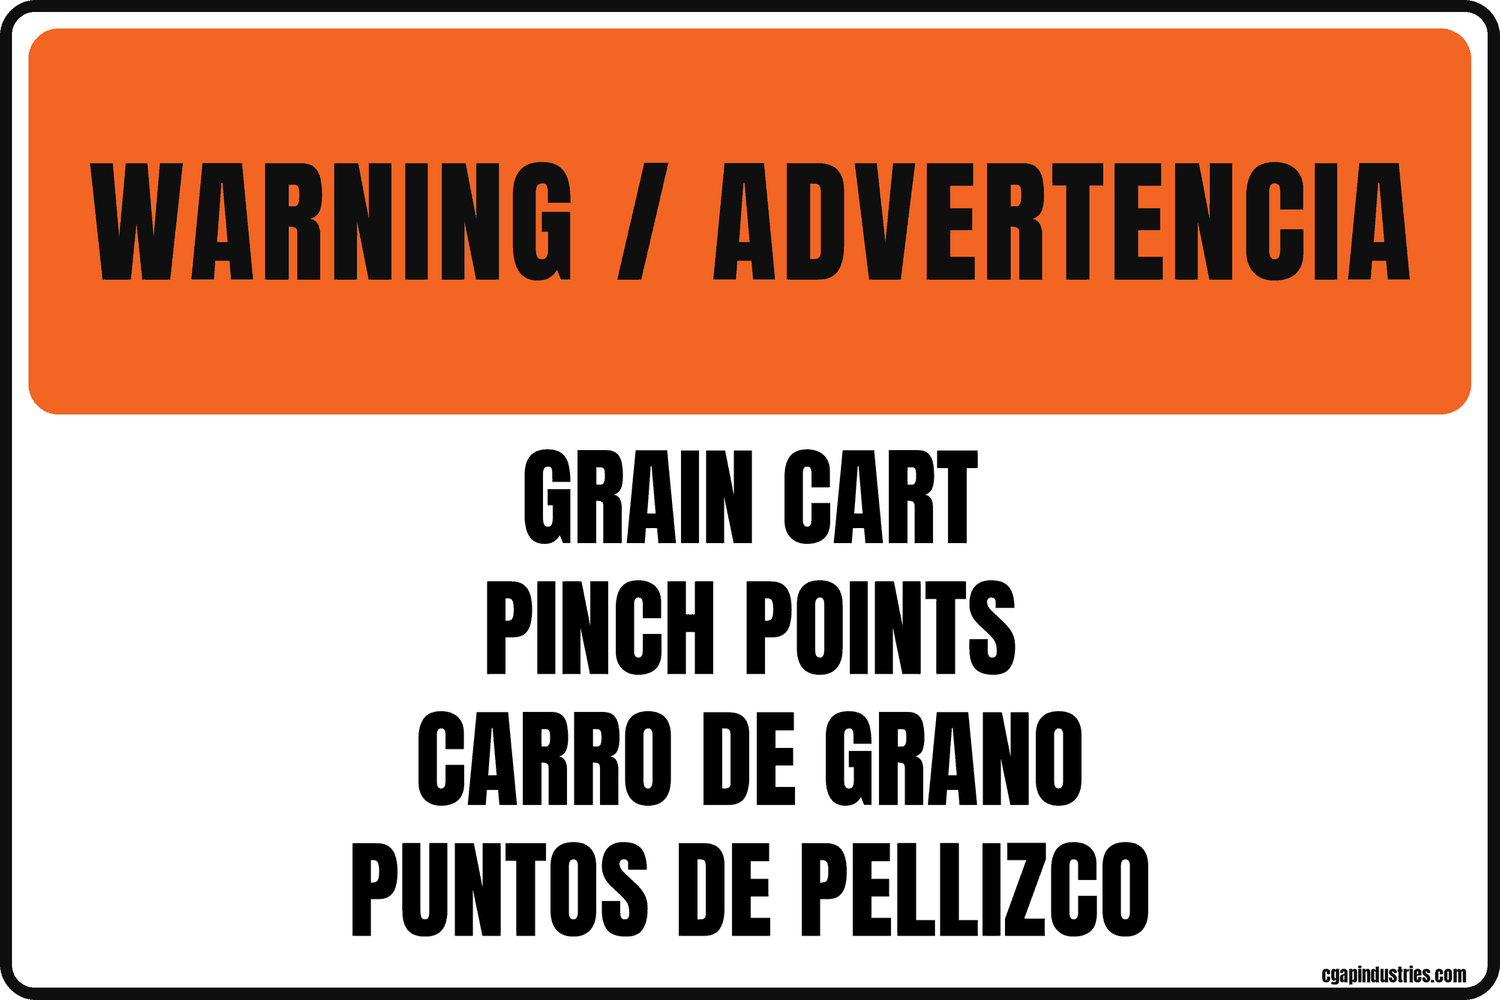 WARNING / ADVERTENCIA
GRAIN CART
PINCH POINTS
CARRO DE GRANO
PUNTOS DE PELLIZCO
cgapindustries.com